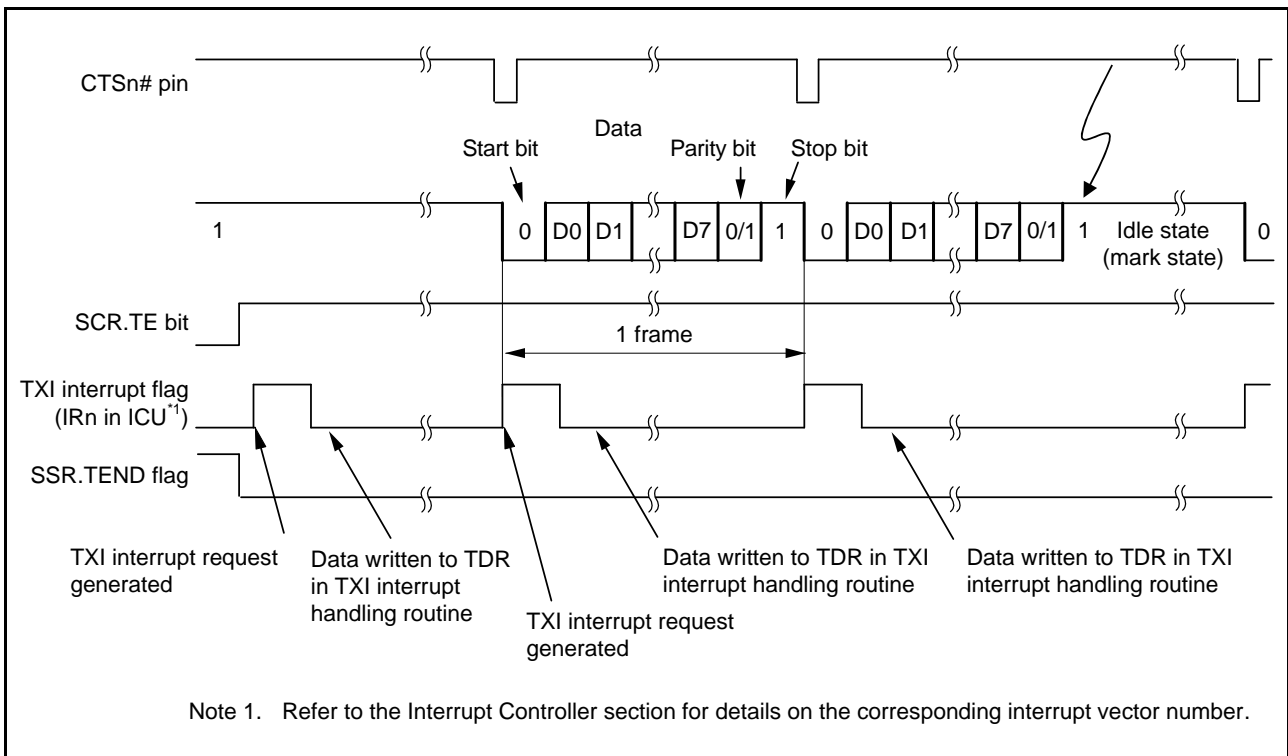 CTSn# pin
Data
Start bit
Parity bit
Stop bit
1
0
D0
D1
D7
0/1
1
0
D0
D1
D7
0/1
1
Idle state
(mark state)
0
SCR.TE bit
1 frame
TXI interrupt flag
(IRn in ICU*1)
SSR.TEND flag
TXI interrupt request
generated
Data written to TDR
in TXI interrupt
handling routine
TXI interrupt request
generated
Data written to TDR in TXI
interrupt handling routine
Data written to TDR in TXI
interrupt handling routine
Note 1. Refer to the Interrupt Controller section for details on the corresponding interrupt vector number.